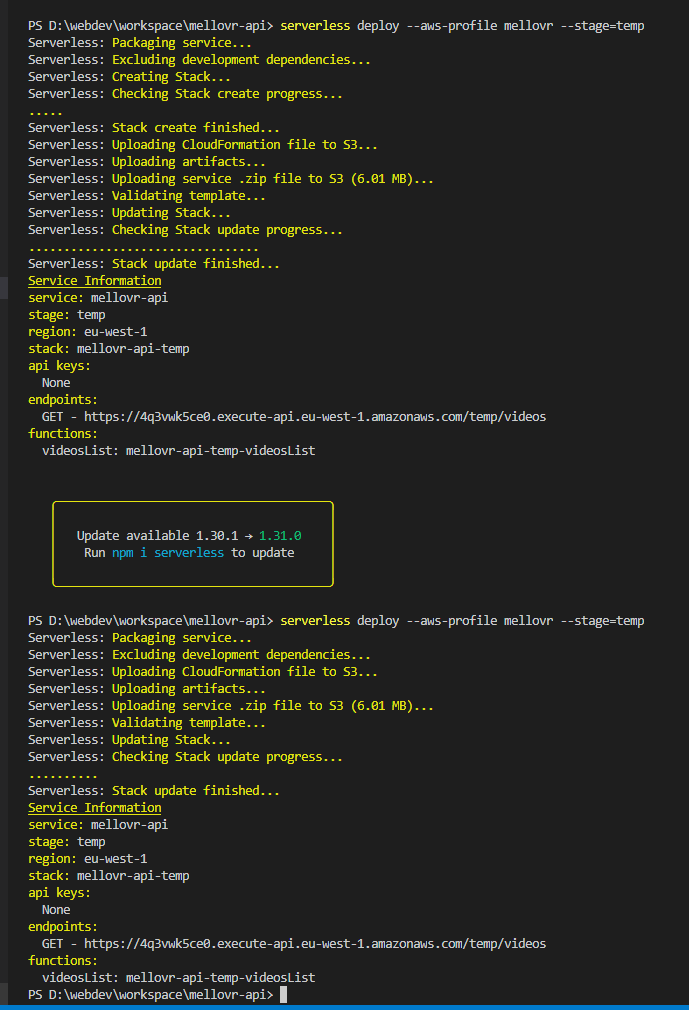 PS D:\webdev\workspace\mellovr-api> serverless deploy --aws-profile mellovr --stage=temp
Serverless: Packaging service...
Serverless: Excluding development dependencies...
Serverless: Creating Stack...
Serverless: Checking Stack create progress...
.....
Serverless: Stack create finished...
Serverless: Uploading CloudFormation file to S3...
Serverless: Uploading artifacts...
Serverless: Uploading service .zip file to S3 (6.01 MB)...
Serverless: Validating template...
Serverless: Updating Stack...
Serverless: Checking Stack update progress...
.................................
Serverless: Stack update finished...
Service Information
service: mellovr-api
stage: temp
region: eu-west-1
stack: mellovr-api-temp
api keys:
  None
endpoints:
  GET - https://4q3vwk5ce0.execute-api.eu-west-1.amazonaws.com/temp/videos
functions:
  videosList: mellovr-api-temp-videosList
Update available 1.30.1 → 1.31.0
Run npm i serverless to update
PS D:\webdev\workspace\mellovr-api> serverless deploy --aws-profile mellovr --stage=temp
Serverless: Packaging service...
Serverless: Excluding development dependencies...
Serverless: Uploading CloudFormation file to S3...
Serverless: Uploading artifacts...
Serverless: Uploading service .zip file to S3 (6.01 MB)...
Serverless: Validating template...
Serverless: Updating Stack...
Serverless: Checking Stack update progress...
..........
Serverless: Stack update finished...
Service Information
service: mellovr-api
stage: temp
region: eu-west-1
stack: mellovr-api-temp
api keys:
  None
endpoints:
  GET - https://4q3vwk5ce0.execute-api.eu-west-1.amazonaws.com/temp/videos
functions:
  videosList: mellovr-api-temp-videosList
PS D:\webdev\workspace\mellovr-api>